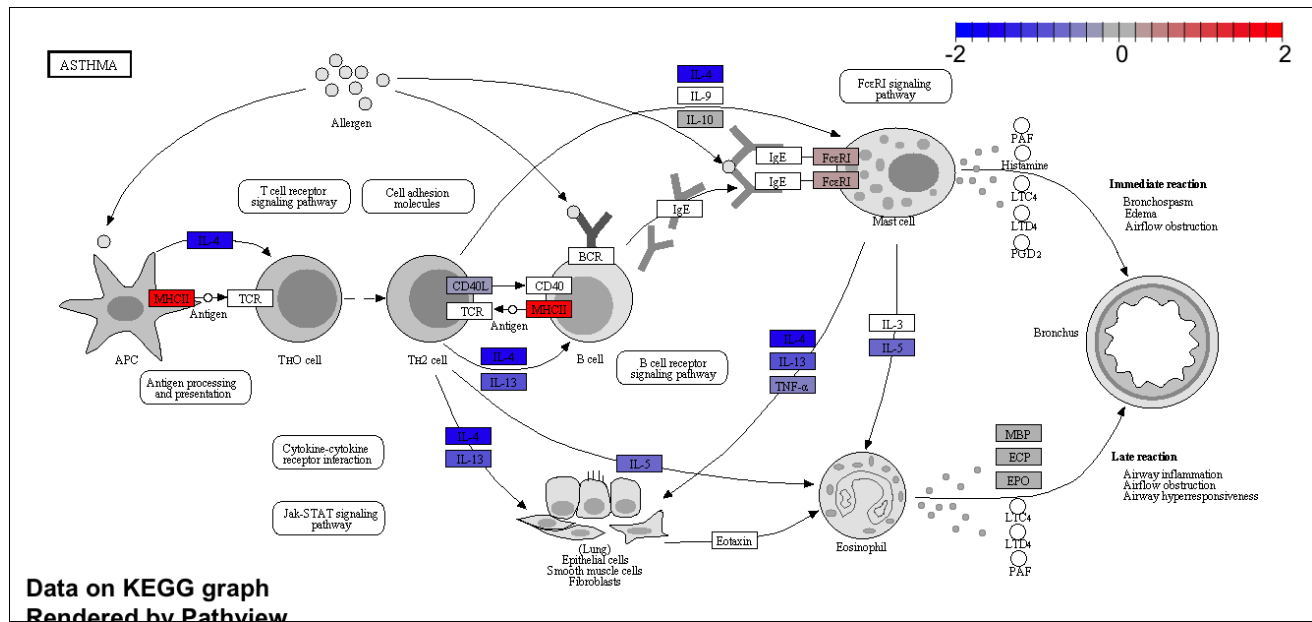 -2
0
2
ASTHMA
Allergen
IL-4
IL-9
IL-10
FcεRI signaling
pathway
IgE
FcεRI
IgE
FcεRI
Mast cell
PAF
Histamine
LTC4
LTD4
PGD2
Immediate reaction
Bronchospasm
Edema
Airflow obstruction
T cell receptor
signaling pathway
Cell adhesion
molecules
IgE
BCR
IL-4
MHCII
Antigen
TCR
CD40L
CD40
TCR
Antigen
MHCII
APC
TH0 cell
TH2 cell
B cell
IL-4
IL-13
B cell receptor
signaling pathway
Antigen processing
and presentation
IL-4
IL-13
TNF-α
IL-3
IL-5
Bronchus
Cytokine-cytokine
receptor interaction
IL-4
IL-13
IL-5
Jak-STAT signaling
pathway
(Lung)
Epithelial cells
Smooth muscle cells
Fibroblasts
Eotaxin
Eosinophil
MBP
ECP
EPO
LTC4
LTD4
PAF
Late reaction
Airway inflammation
Airflow obstruction
Airway hyperresponsiveness
Data on KEGG graph
Rendered by Pathview